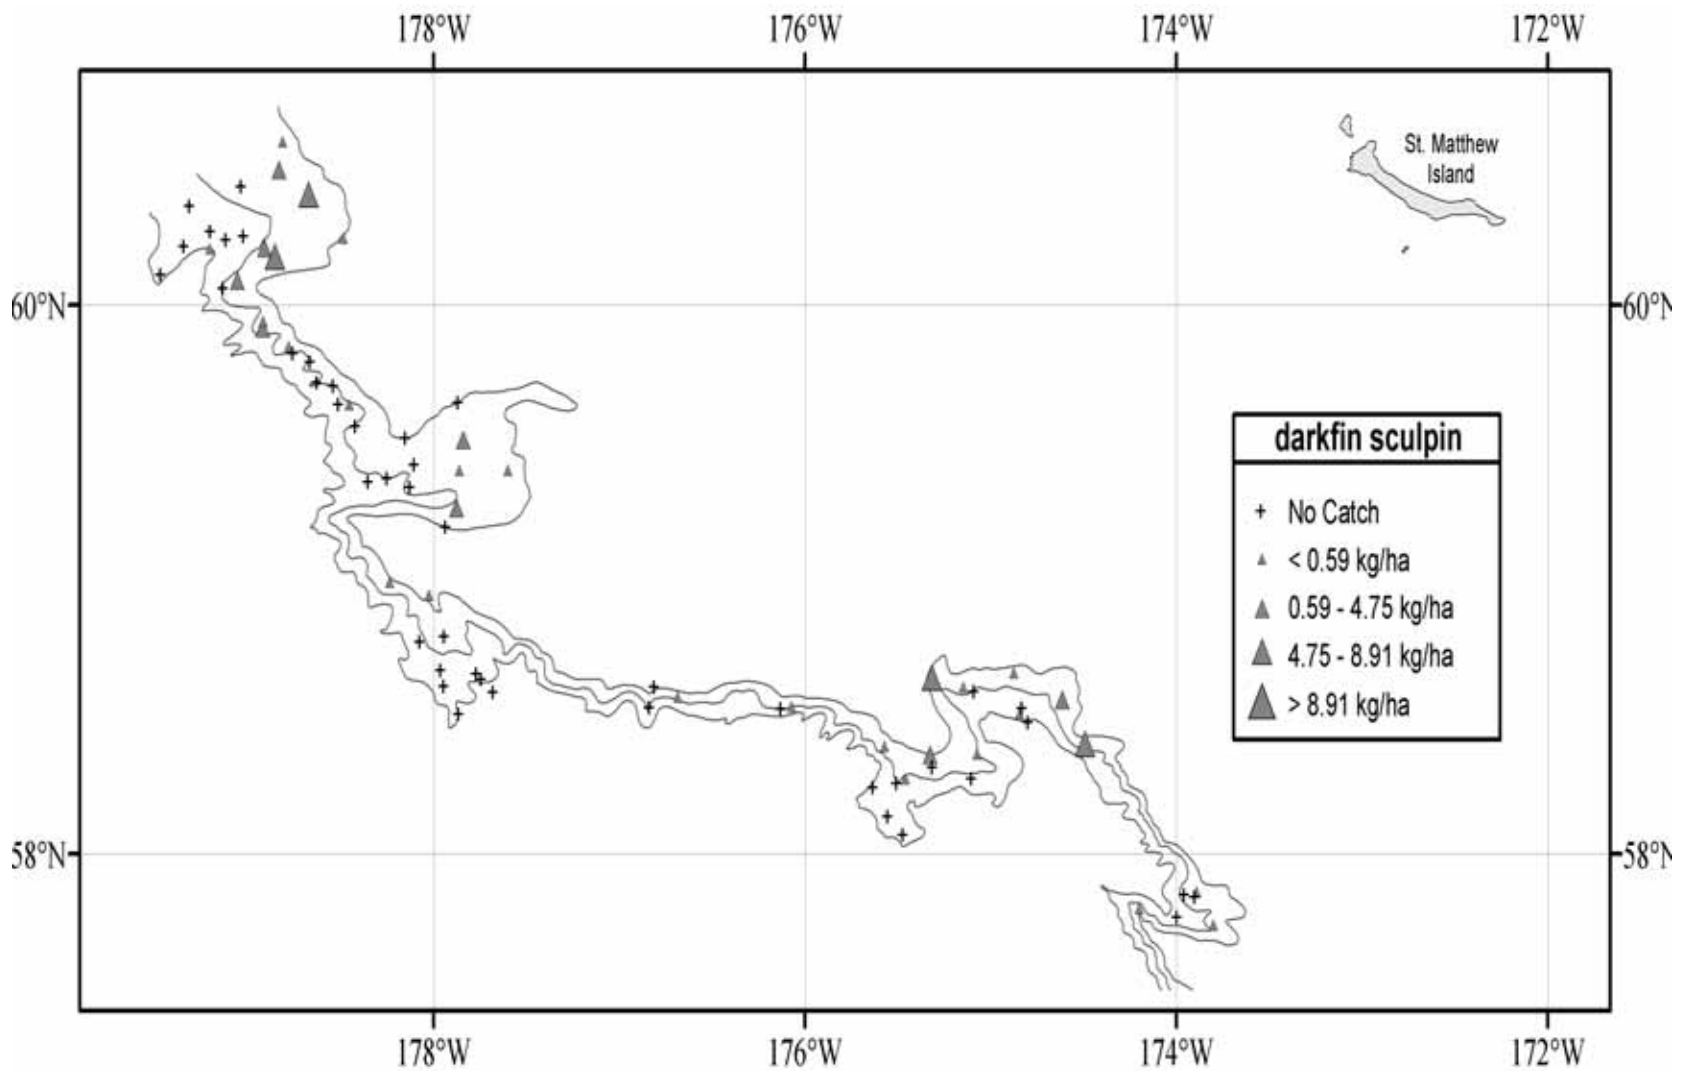 178°W 176°W 174°W 172°W
St. Matthew
Island
60°N 60°N
darkfin sculpin
No Catch
< 0.59 kg/ha
0.59 - 4.75 kg/ha
4.75 - 8.91 kg/ha
> 8.91 kg/ha
58°N 58°N
178°W 176°W 174°W 172°W